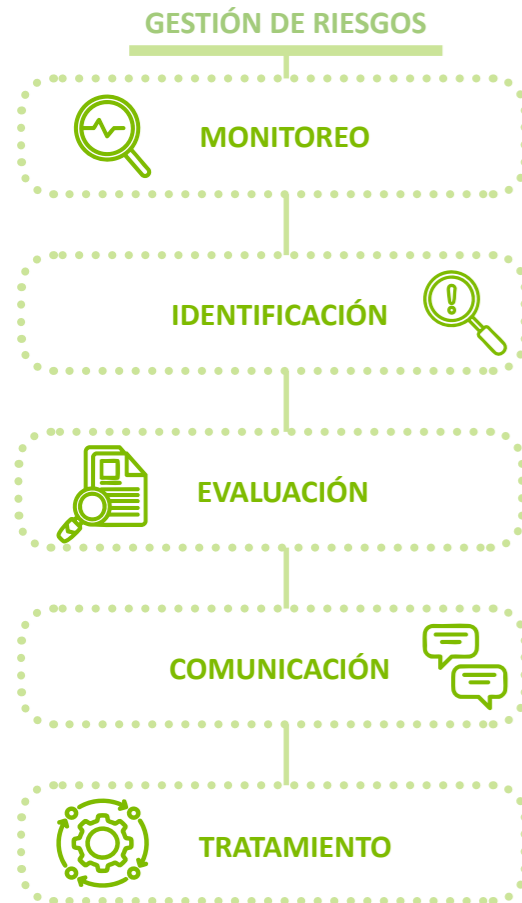 GESTIÓN DE RIESGOS
MONITOREO
IDENTIFICACIÓN
EVALUACIÓN
COMUNICACIÓN
TRATAMIENTO